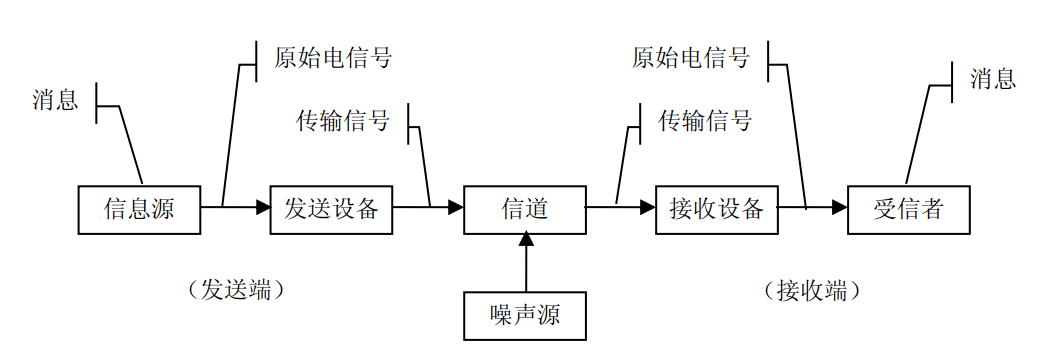 原始电信号
原始电信号
消息
消息
传输信号
传输信号
信息源
发送设备
信道
接收设备
受信者
（发送端）
（接收端）
噪声源